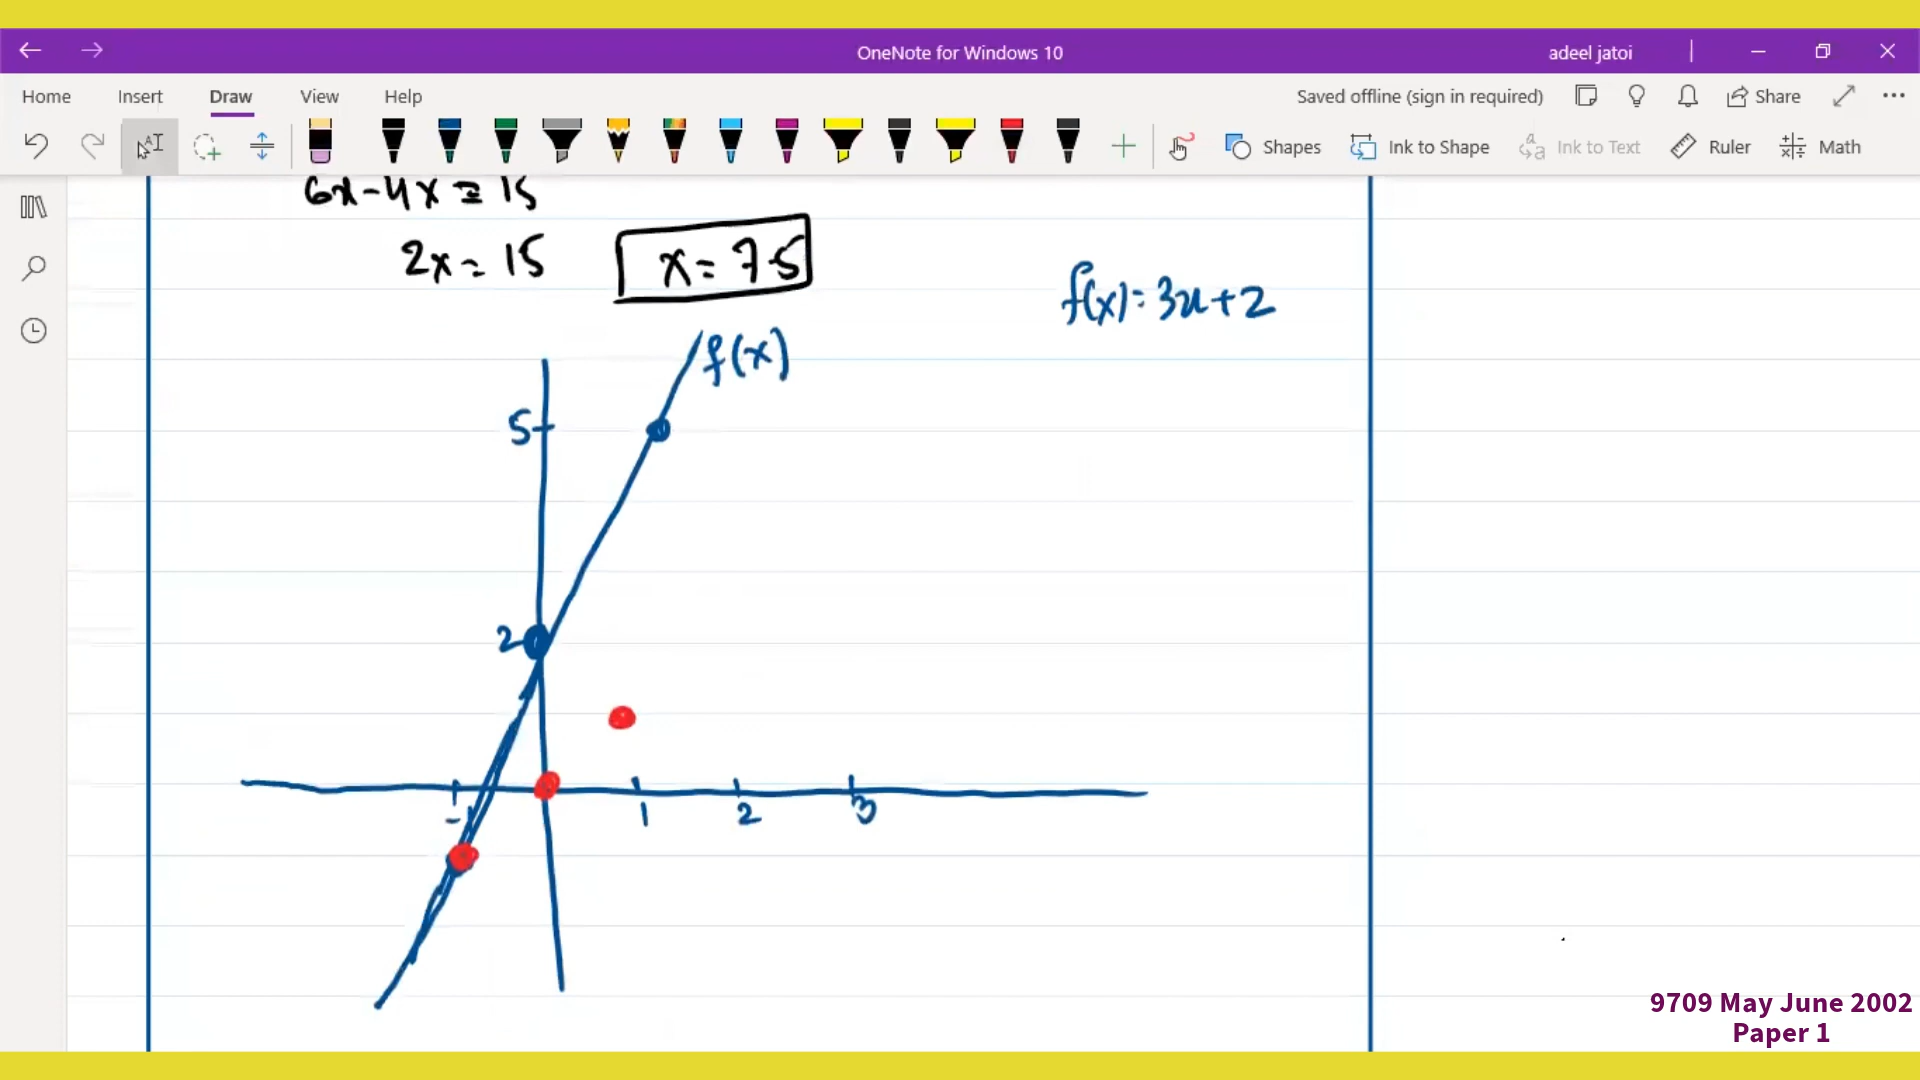 OneNote for Windows 10
adeel jatoi
Home Insert Draw View Help
Saved offline (sign in required) Share
Shapes Ink to Shape Ink to Text Ruler Math
6x-4x = 15
2x = 15
x = 7.5
f(x) = 3x+2
f(x)
5
2
-1 1 2 3
9709 May June 2002
Paper 1